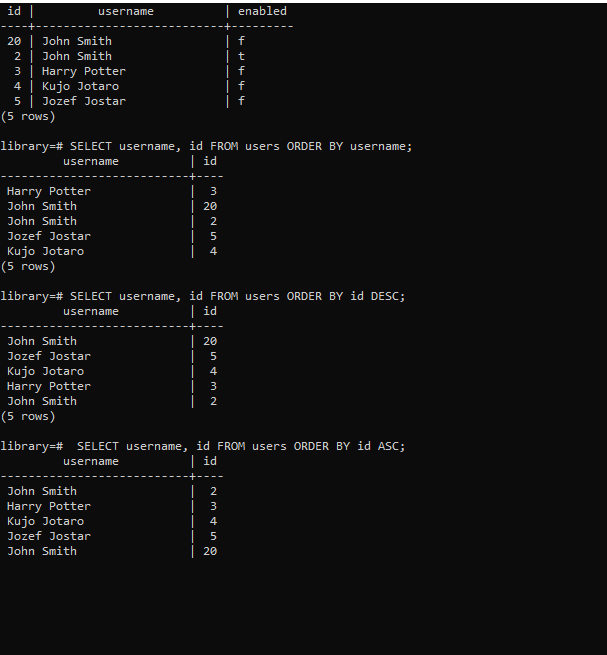 id |         username          | enabled
----+---------------------------+---------
 20 | John Smith                | f
  2 | John Smith                | t
  3 | Harry Potter              | f
  4 | Kujo Jotaro               | f
  5 | Jozef Jostar              | f
(5 rows)

library=# SELECT username, id FROM users ORDER BY username;
         username          | id
---------------------------+----
 Harry Potter              |  3
 John Smith                | 20
 John Smith                |  2
 Jozef Jostar              |  5
 Kujo Jotaro               |  4
(5 rows)

library=# SELECT username, id FROM users ORDER BY id DESC;
         username          | id
---------------------------+----
 John Smith                | 20
 Jozef Jostar              |  5
 Kujo Jotaro               |  4
 Harry Potter              |  3
 John Smith                |  2
(5 rows)

library=#  SELECT username, id FROM users ORDER BY id ASC;
         username          | id
---------------------------+----
 John Smith                |  2
 Harry Potter              |  3
 Kujo Jotaro               |  4
 Jozef Jostar              |  5
 John Smith                | 20